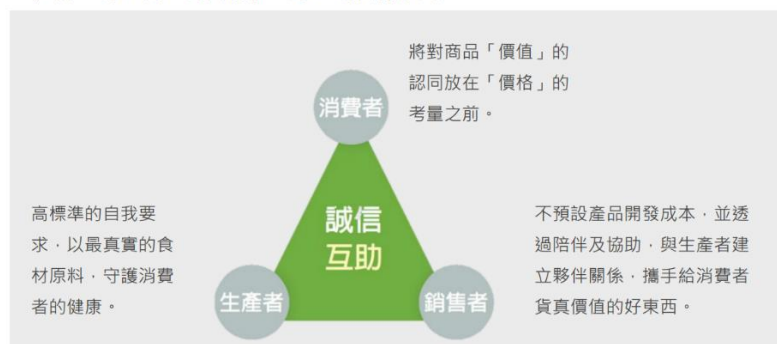 將對商品「價值」的
認同放在「價格」的
考量之前。
消費者
誠信
互助
高標準的自我要
求，以最真實的食
材原料，守護消費
者的健康。
生產者
銷售者
不預設產品開發成本，並透
過陪伴及協助，與生產者建
立夥伴關係，攜手給消費者
貨真價值的好東西。